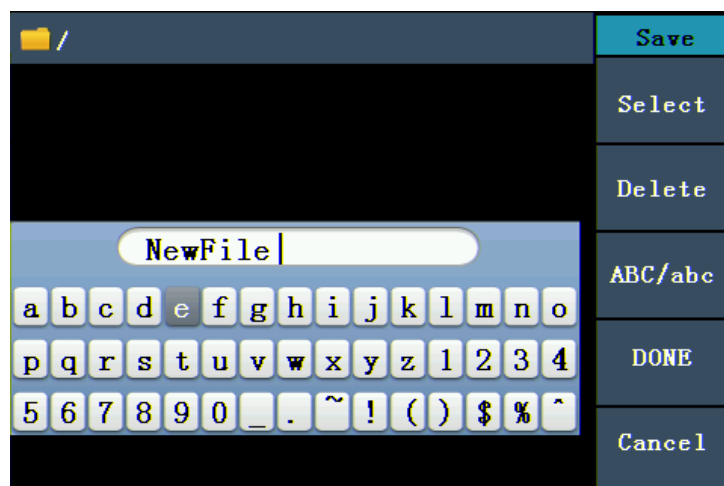 /
Save
Select
Delete
ABC/abc
DONE
Cancel
NewFile
a b c d e f g h i j k l m n o
p q r s t u v w x y z 1 2 3 4
5 6 7 8 9 0 _ . ~ ! ( ) $ % ^